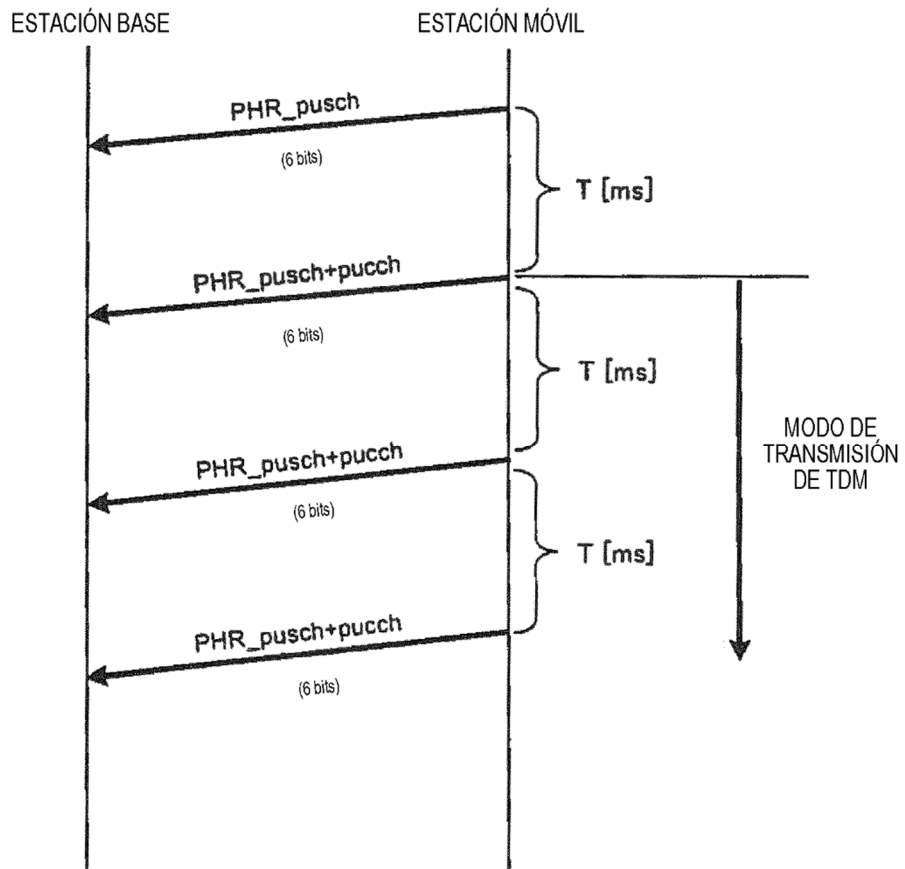 ESTACIÓN BASE
ESTACIÓN MÓVIL
PHR_pusch
(6 bits)
T [ms]
PHR_pusch+pucch
(6 bits)
T [ms]
MODO DE
TRANSMISIÓN
DE TDM
PHR_pusch+pucch
(6 bits)
T [ms]
PHR_pusch+pucch
(6 bits)